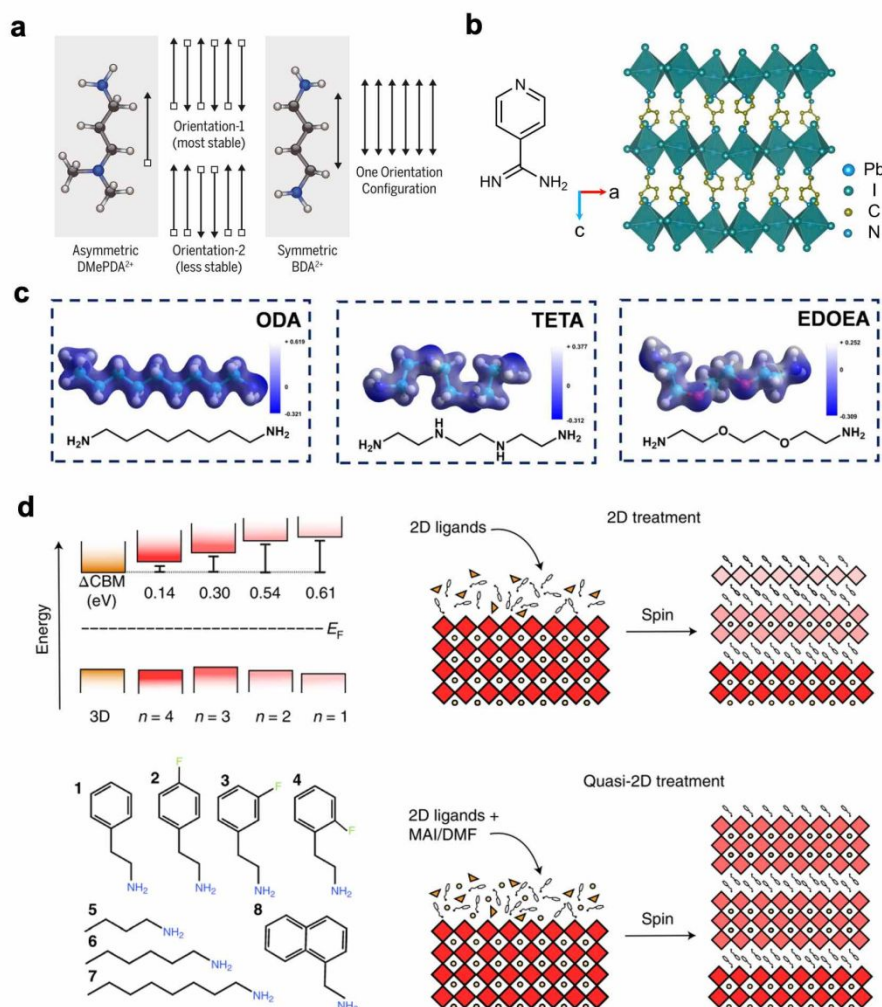 a
Orientation-1
(most stable)
Orientation-2
(less stable)
Asymmetric
DMePDA²⁺
Symmetric
BDA²⁺
One Orientation
Configuration
b
N
HN
NH₂
a
c
Pb
I
C
N
c
ODA
+ 0.619
0
-0.321
H₂N
NH₂
TETA
+ 0.377
0
-0.312
H₂N
H
N
N
H
NH₂
EDOEA
+ 0.252
0
-0.309
H₂N
O
O
NH₂
d
Energy
ΔCBM
(eV)
0.14
0.30
0.54
0.61
E_F
3D
n = 4
n = 3
n = 2
n = 1
2D ligands
2D treatment
Spin
1
2
3
4
F
F
F
NH₂
NH₂
NH₂
NH₂
5
NH₂
6
NH₂
7
NH₂
8
NH₂
Quasi-2D treatment
2D ligands +
MAI/DMF
Spin